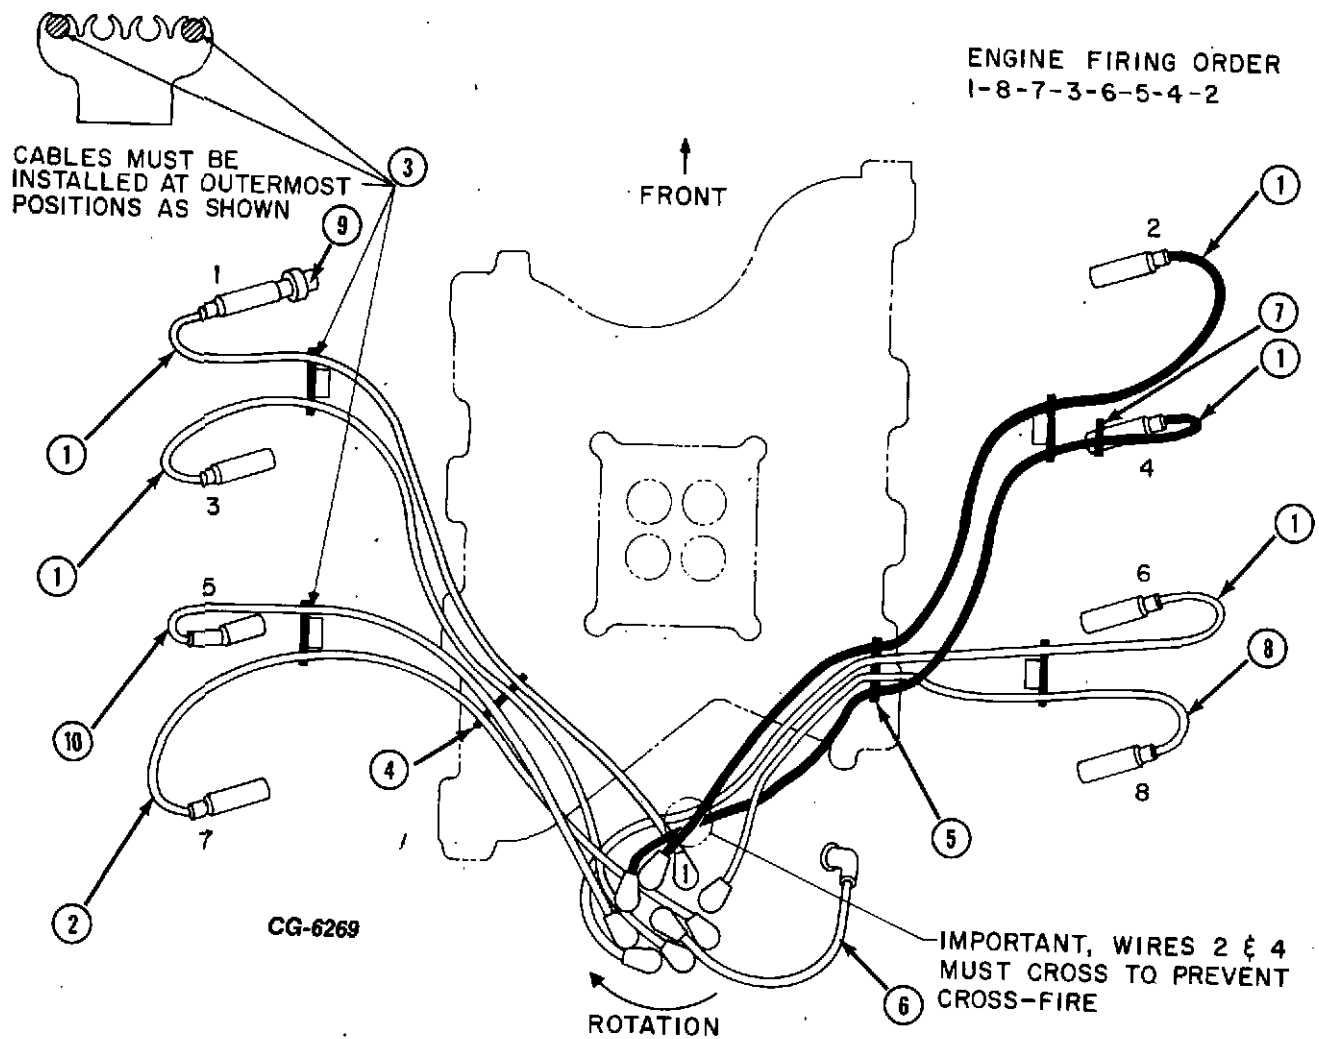 ENGINE FIRING ORDER
1-8-7-3-6-5-4-2
CABLES MUST BE
INSTALLED AT OUTERMOST
POSITIONS AS SHOWN
3
FRONT
1
2
9
1
7
1
1
3
4
1
1
5
6
1
10
8
4
7
8
5
2
1
CG-6269
6
IMPORTANT, WIRES 2 & 4
MUST CROSS TO PREVENT
CROSS-FIRE
ROTATION